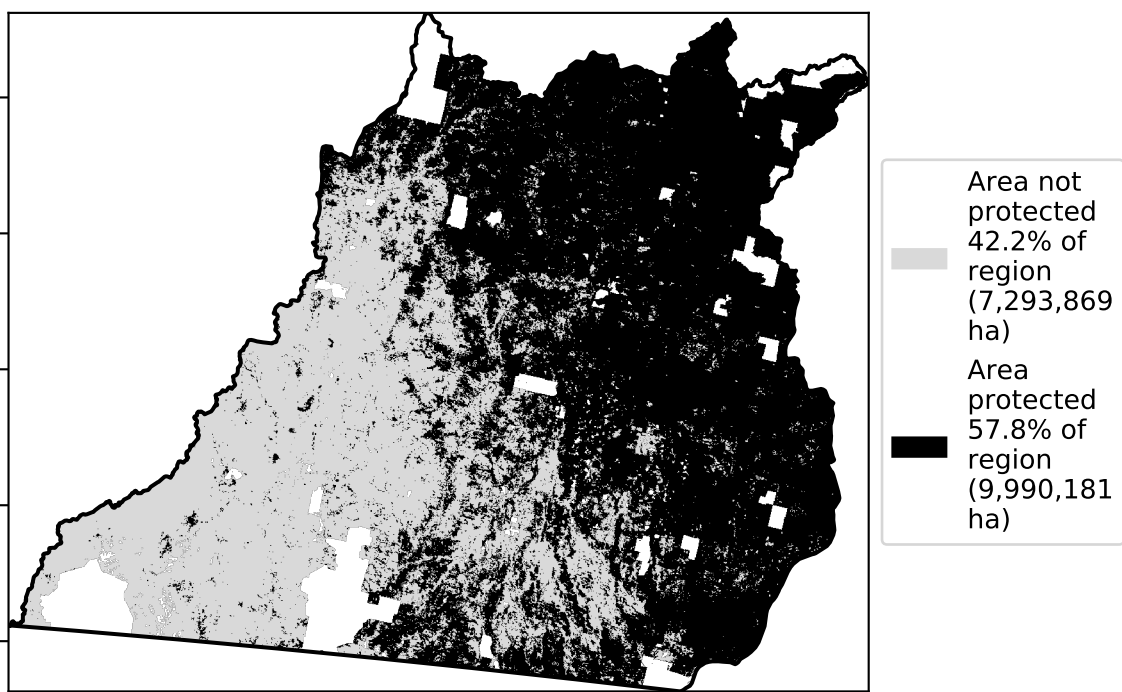 Area not
protected
42.2% of
region
(7,293,869
ha)
Area
protected
57.8% of
region
(9,990,181
ha)